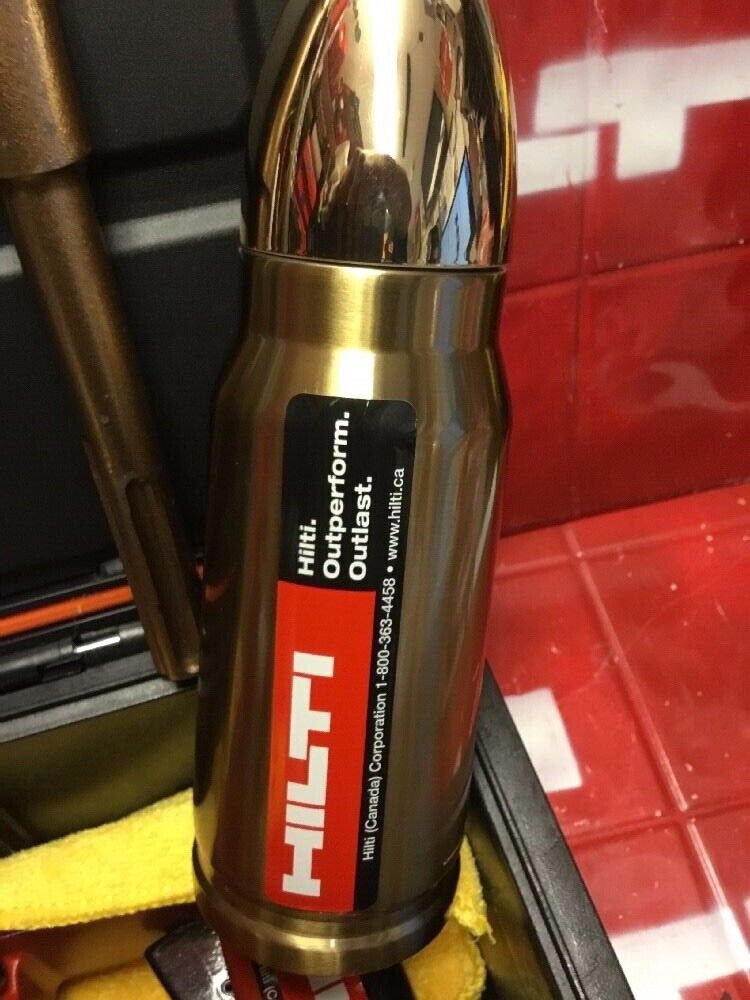 HILTI
Hilti.
Outperform.
Outlast.
Hilti (Canada) Corporation 1-800-363-4458 • www.hilti.ca